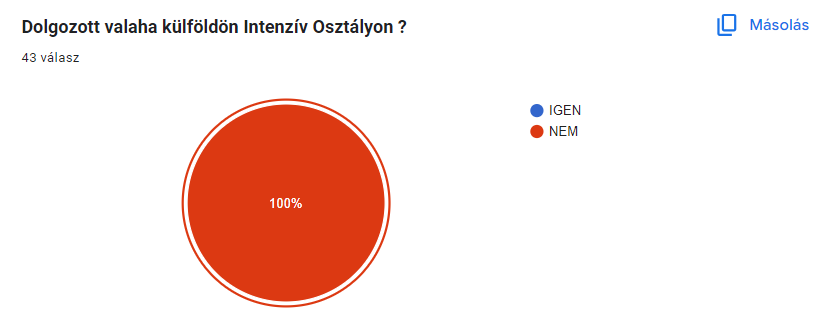 Dolgozott valaha külföldön Intenzív Osztályon ?
Másolás
43 válasz
IGEN
NEM
100%